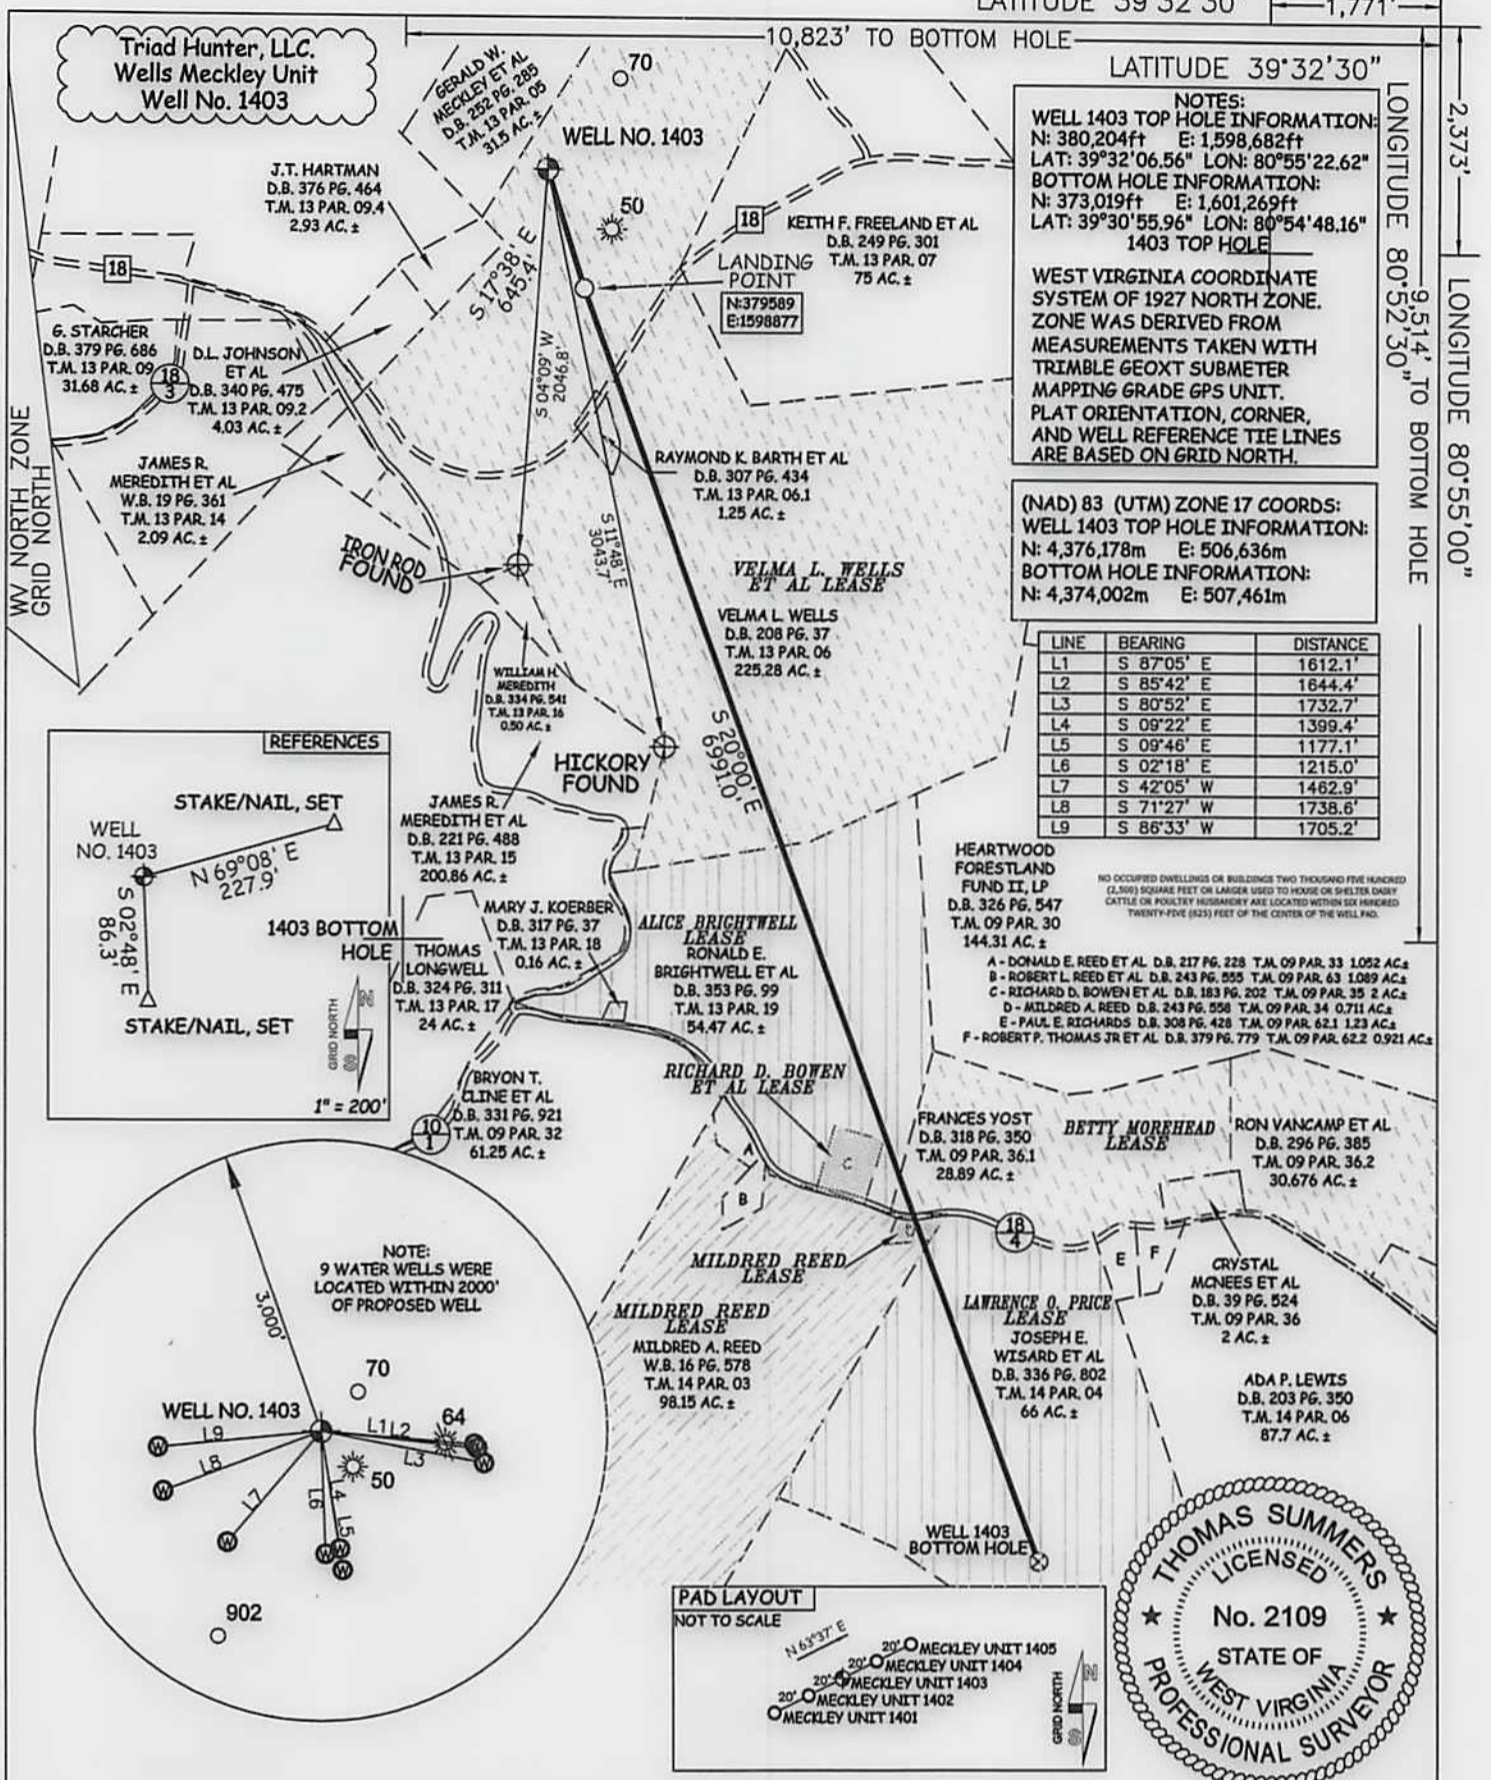 LATITUDE 39°32'30"
1,771'
Triad Hunter, LLC.
Wells Meckley Unit
Well No. 1403
10,823' TO BOTTOM HOLE
LATITUDE 39°32'30"
2,373'
LONGITUDE 80°55'00"
LONGITUDE 80°52'30"
9,514' TO BOTTOM HOLE
GERALD W.
MECKLEY ET AL
D.B. 252 PG. 285
T.M. 13 PAR. 05
31.5 AC. ±
70
WELL NO. 1403
J.T. HARTMAN
D.B. 376 PG. 464
T.M. 13 PAR. 09.4
2.93 AC. ±
50
18
KEITH F. FREELAND ET AL
D.B. 249 PG. 301
T.M. 13 PAR. 07
75 AC. ±
NOTES:
WELL 1403 TOP HOLE INFORMATION:
N: 380,204ft E: 1,598,682ft
LAT: 39°32'06.56" LON: 80°55'22.62"
BOTTOM HOLE INFORMATION:
N: 373,019ft E: 1,601,269ft
LAT: 39°30'55.96" LON: 80°54'48.16"
1403 TOP HOLE
WEST VIRGINIA COORDINATE
SYSTEM OF 1927 NORTH ZONE.
ZONE WAS DERIVED FROM
MEASUREMENTS TAKEN WITH
TRIMBLE GEOXT SUBMETER
MAPPING GRADE GPS UNIT.
PLAT ORIENTATION, CORNER,
AND WELL REFERENCE TIE LINES
ARE BASED ON GRID NORTH.
18
S 17°38' E
645.4'
LANDING
POINT
N:379589
E:1598877
G. STARCHER
D.B. 379 PG. 686
T.M. 13 PAR. 09
31.68 AC. ±
18
3
D.L. JOHNSON
ET AL
D.B. 340 PG. 475
T.M. 13 PAR. 09.2
4.03 AC. ±
S 04°09' W
2046.8'
WV NORTH ZONE
GRID NORTH
JAMES R.
MEREDITH ET AL
W.B. 19 PG. 361
T.M. 13 PAR. 14
2.09 AC. ±
RAYMOND K. BARTH ET AL
D.B. 307 PG. 434
T.M. 13 PAR. 06.1
1.25 AC. ±
S 11°48' E
3043.7'
IRON ROD
FOUND
VELMA L. WELLS
ET AL LEASE
VELMA L. WELLS
D.B. 208 PG. 37
T.M. 13 PAR. 06
225.28 AC. ±
(NAD) 83 (UTM) ZONE 17 COORDS:
WELL 1403 TOP HOLE INFORMATION:
N: 4,376,178m E: 506,636m
BOTTOM HOLE INFORMATION:
N: 4,374,002m E: 507,461m
LINE BEARING DISTANCE
L1 S 87°05' E 1612.1'
L2 S 85°42' E 1644.4'
L3 S 80°52' E 1732.7'
L4 S 09°22' E 1399.4'
L5 S 09°46' E 1177.1'
L6 S 02°18' E 1215.0'
L7 S 42°05' W 1462.9'
L8 S 71°27' W 1738.6'
L9 S 86°33' W 1705.2'
WILLIAM H.
MEREDITH
D.B. 334 PG. 541
T.M. 13 PAR. 16
0.50 AC. ±
S 20°00' E
6991.0'
HICKORY
FOUND
REFERENCES
STAKE/NAIL, SET
WELL
NO. 1403
N 69°08' E
227.9'
S 02°48' E
86.3'
STAKE/NAIL, SET
GRID NORTH
N
S
1" = 200'
JAMES R.
MEREDITH ET AL
D.B. 221 PG. 488
T.M. 13 PAR. 15
200.86 AC. ±
1403 BOTTOM
HOLE
MARY J. KOERBER
D.B. 317 PG. 37
T.M. 13 PAR. 18
0.16 AC. ±
THOMAS
LONGWELL
D.B. 324 PG. 311
T.M. 13 PAR. 17
24 AC. ±
ALICE BRIGHTWELL
LEASE
RONALD E.
BRIGHTWELL ET AL
D.B. 353 PG. 99
T.M. 13 PAR. 19
54.47 AC. ±
HEARTWOOD
FORESTLAND
FUND II, LP
D.B. 326 PG. 547
T.M. 09 PAR. 30
144.31 AC. ±
NO OCCUPIED DWELLINGS OR BUILDINGS TWO THOUSAND FIVE HUNDRED
(2,500) SQUARE FEET OR LARGER USED TO HOUSE OR SHELTER DAIRY
CATTLE OR POULTRY HUSBANDRY ARE LOCATED WITHIN SIX HUNDRED
TWENTY-FIVE (625) FEET OF THE CENTER OF THE WELL PAD.
A - DONALD E. REED ET AL D.B. 217 PG. 228 T.M. 09 PAR. 33 1.052 AC±
B - ROBERT L. REED ET AL D.B. 243 PG. 555 T.M. 09 PAR. 63 1.089 AC±
C - RICHARD D. BOWEN ET AL D.B. 183 PG. 202 T.M. 09 PAR. 35 2 AC±
D - MILDRED A. REED D.B. 243 PG. 558 T.M. 09 PAR. 34 0.711 AC±
E - PAUL E. RICHARDS D.B. 308 PG. 428 T.M. 09 PAR. 62.1 1.23 AC±
F - ROBERT P. THOMAS JR ET AL D.B. 379 PG. 779 T.M. 09 PAR. 62.2 0.921 AC±
BRYON T.
CLINE ET AL
D.B. 331 PG. 921
T.M. 09 PAR. 32
61.25 AC. ±
10
1
RICHARD D. BOWEN
ET AL LEASE
A
B
C
D
FRANCES YOST
D.B. 318 PG. 350
T.M. 09 PAR. 36.1
28.89 AC. ±
BETTY MOREHEAD
LEASE
RON VANCAMP ET AL
D.B. 296 PG. 385
T.M. 09 PAR. 36.2
30.676 AC. ±
18
4
E
F
CRYSTAL
MCNEES ET AL
D.B. 39 PG. 524
T.M. 09 PAR. 36
2 AC. ±
MILDRED REED
LEASE
MILDRED REED
LEASE
MILDRED A. REED
W.B. 16 PG. 578
T.M. 14 PAR. 03
98.15 AC. ±
LAWRENCE O. PRICE
LEASE
JOSEPH E.
WISARD ET AL
D.B. 336 PG. 802
T.M. 14 PAR. 04
66 AC. ±
ADA P. LEWIS
D.B. 203 PG. 350
T.M. 14 PAR. 06
87.7 AC. ±
NOTE:
9 WATER WELLS WERE
LOCATED WITHIN 2000'
OF PROPOSED WELL
3,000'
70
WELL NO. 1403
64
L1
L2
L3
L9
L8
L7
L6
L4
L5
50
W
W
W
W
W
W
W
W
902
WELL 1403
BOTTOM HOLE
PAD LAYOUT
NOT TO SCALE
N 63°37' E
20' MECKLEY UNIT 1405
20' MECKLEY UNIT 1404
20' MECKLEY UNIT 1403
20' MECKLEY UNIT 1402
MECKLEY UNIT 1401
GRID NORTH
N
S
THOMAS SUMMERS
LICENSED
No. 2109
STATE OF
WEST VIRGINIA
PROFESSIONAL SURVEYOR